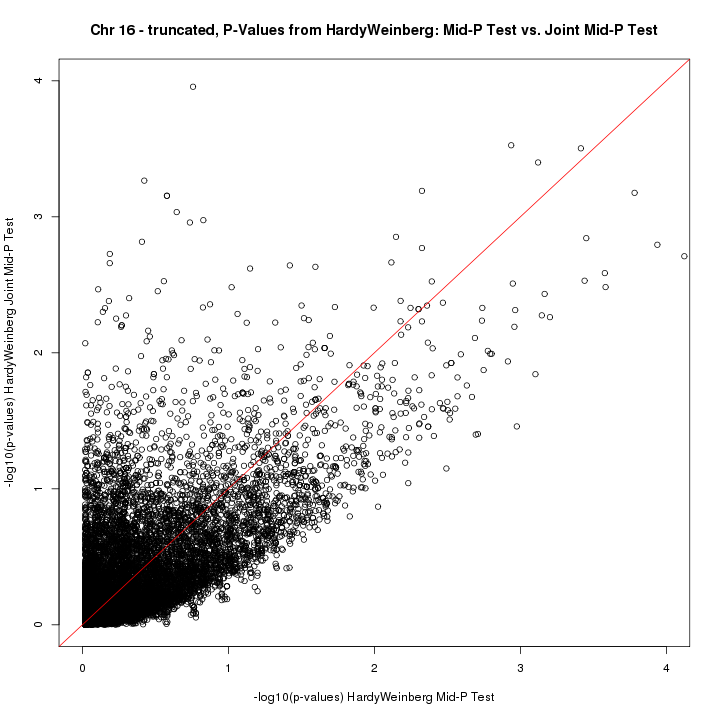 Chr 16 - truncated, P-Values from HardyWeinberg: Mid-P Test vs. Joint Mid-P Test
-log10(p-values) HardyWeinberg Joint Mid-P Test
4
3
2
1
0
0 1 2 3 4
-log10(p-values) HardyWeinberg Mid-P Test